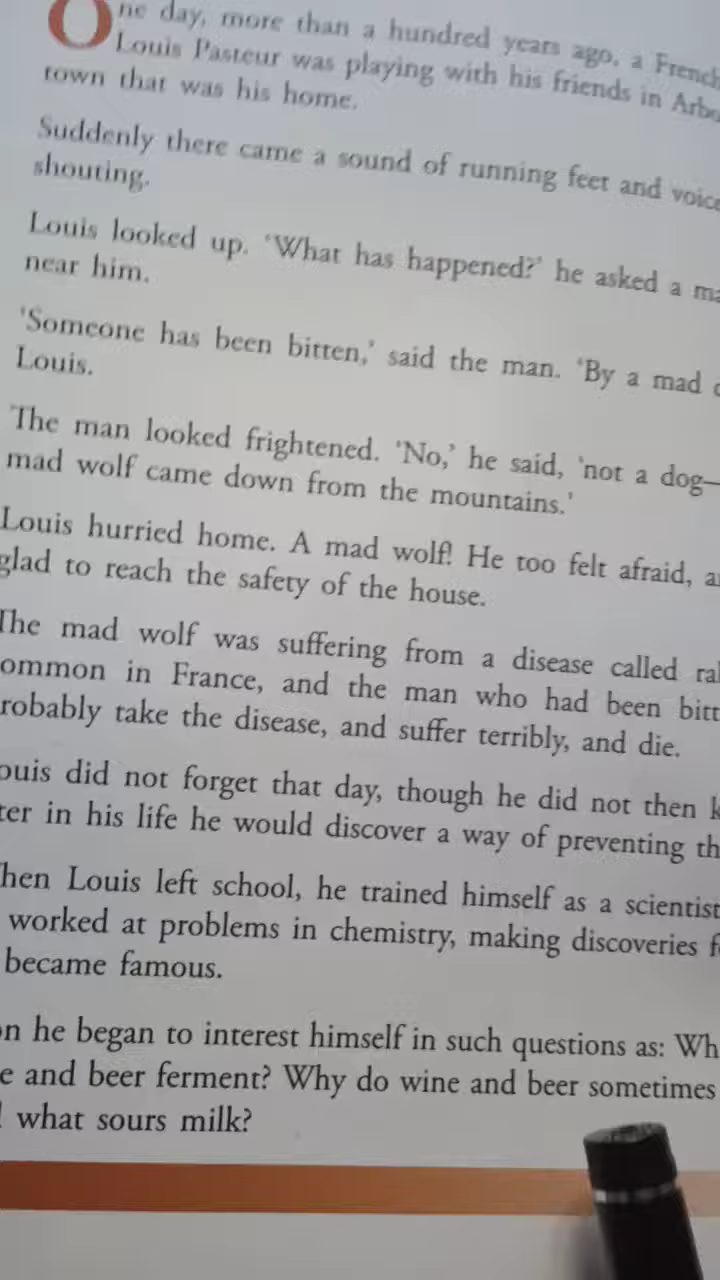 One day, more than a hundred years ago, a French
Louis Pasteur was playing with his friends in
town that was his home.
Suddenly there came a sound of running feet and
shouting.
Louis looked up. 'What has happened?' he asked a
near him.
'Someone has been bitten,' said the man. 'By a mad
Louis.
The man looked frightened. 'No,' he said, 'not a dog—
mad wolf came down from the mountains.'
Louis hurried home. A mad wolf! He too felt afraid,
glad to reach the safety of the house.
The mad wolf was suffering from a disease called
ommon in France, and the man who had been bitt
robably take the disease, and suffer terribly, and die.
ouis did not forget that day, though he did not then k
ter in his life he would discover a way of preventing th
hen Louis left school, he trained himself as a scientist
worked at problems in chemistry, making discoveries f
became famous.
on he began to interest himself in such questions as: Wh
e and beer ferment? Why do wine and beer sometimes
what sours milk?